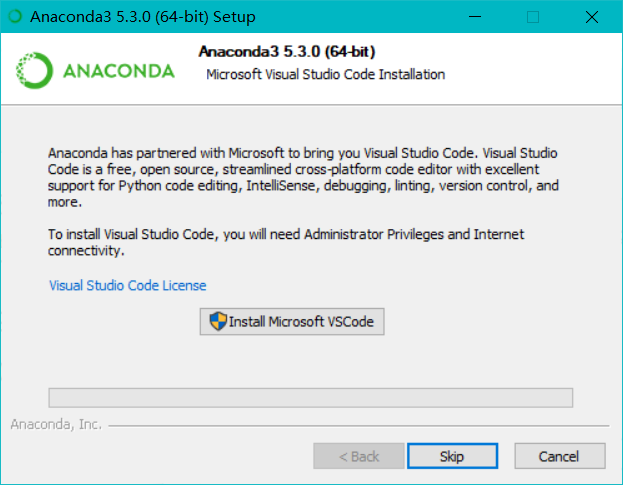 Anaconda3 5.3.0 (64-bit) Setup
Anaconda3 5.3.0 (64-bit)
ANACONDA
Microsoft Visual Studio Code Installation
Anaconda has partnered with Microsoft to bring you Visual Studio Code. Visual Studio
Code is a free, open source, streamlined cross-platform code editor with excellent
support for Python code editing, IntelliSense, debugging, linting, version control, and
more.
To install Visual Studio Code, you will need Administrator Privileges and Internet
connectivity.
Visual Studio Code License
Install Microsoft VSCode
Anaconda, Inc.
< Back
Skip
Cancel